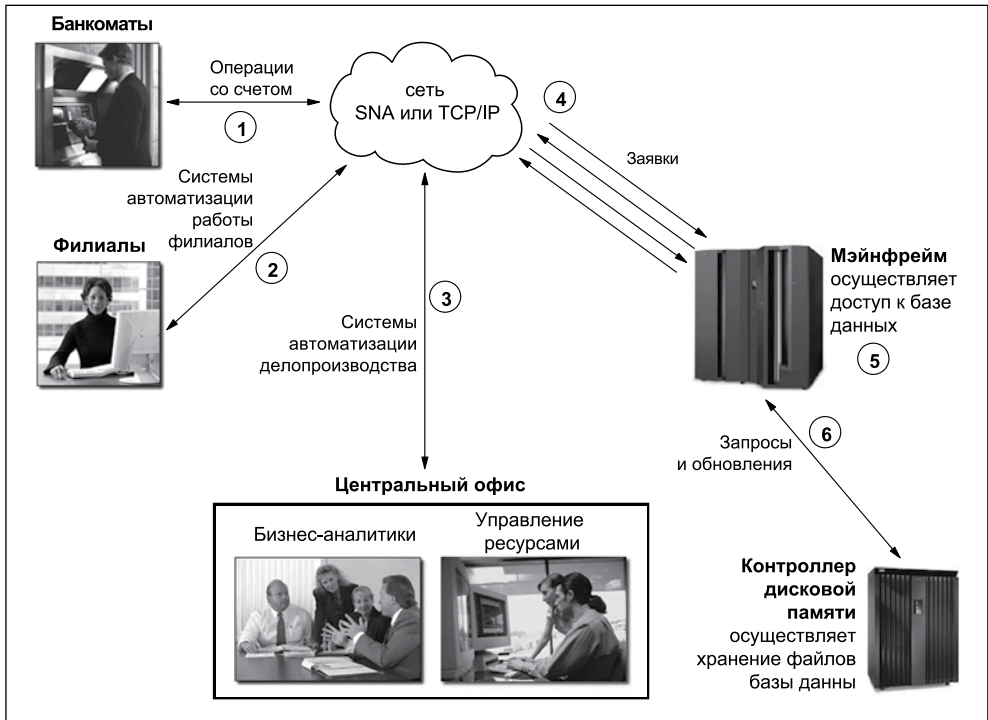 Банкоматы
Операции
со счетом
1
сеть
SNA или TCP/IP
4
Заявки
Системы
автоматизации
работы
филиалов
2
Филиалы
3
Системы
автоматизации
делопроизводства
Мэйнфрейм
осуществляет
доступ к базе
данных
5
6
Запросы
и обновления
Центральный офис
Бизнес-аналитики
Управление
ресурсами
Контроллер
дисковой
памяти
осуществляет
хранение файлов
базы данны